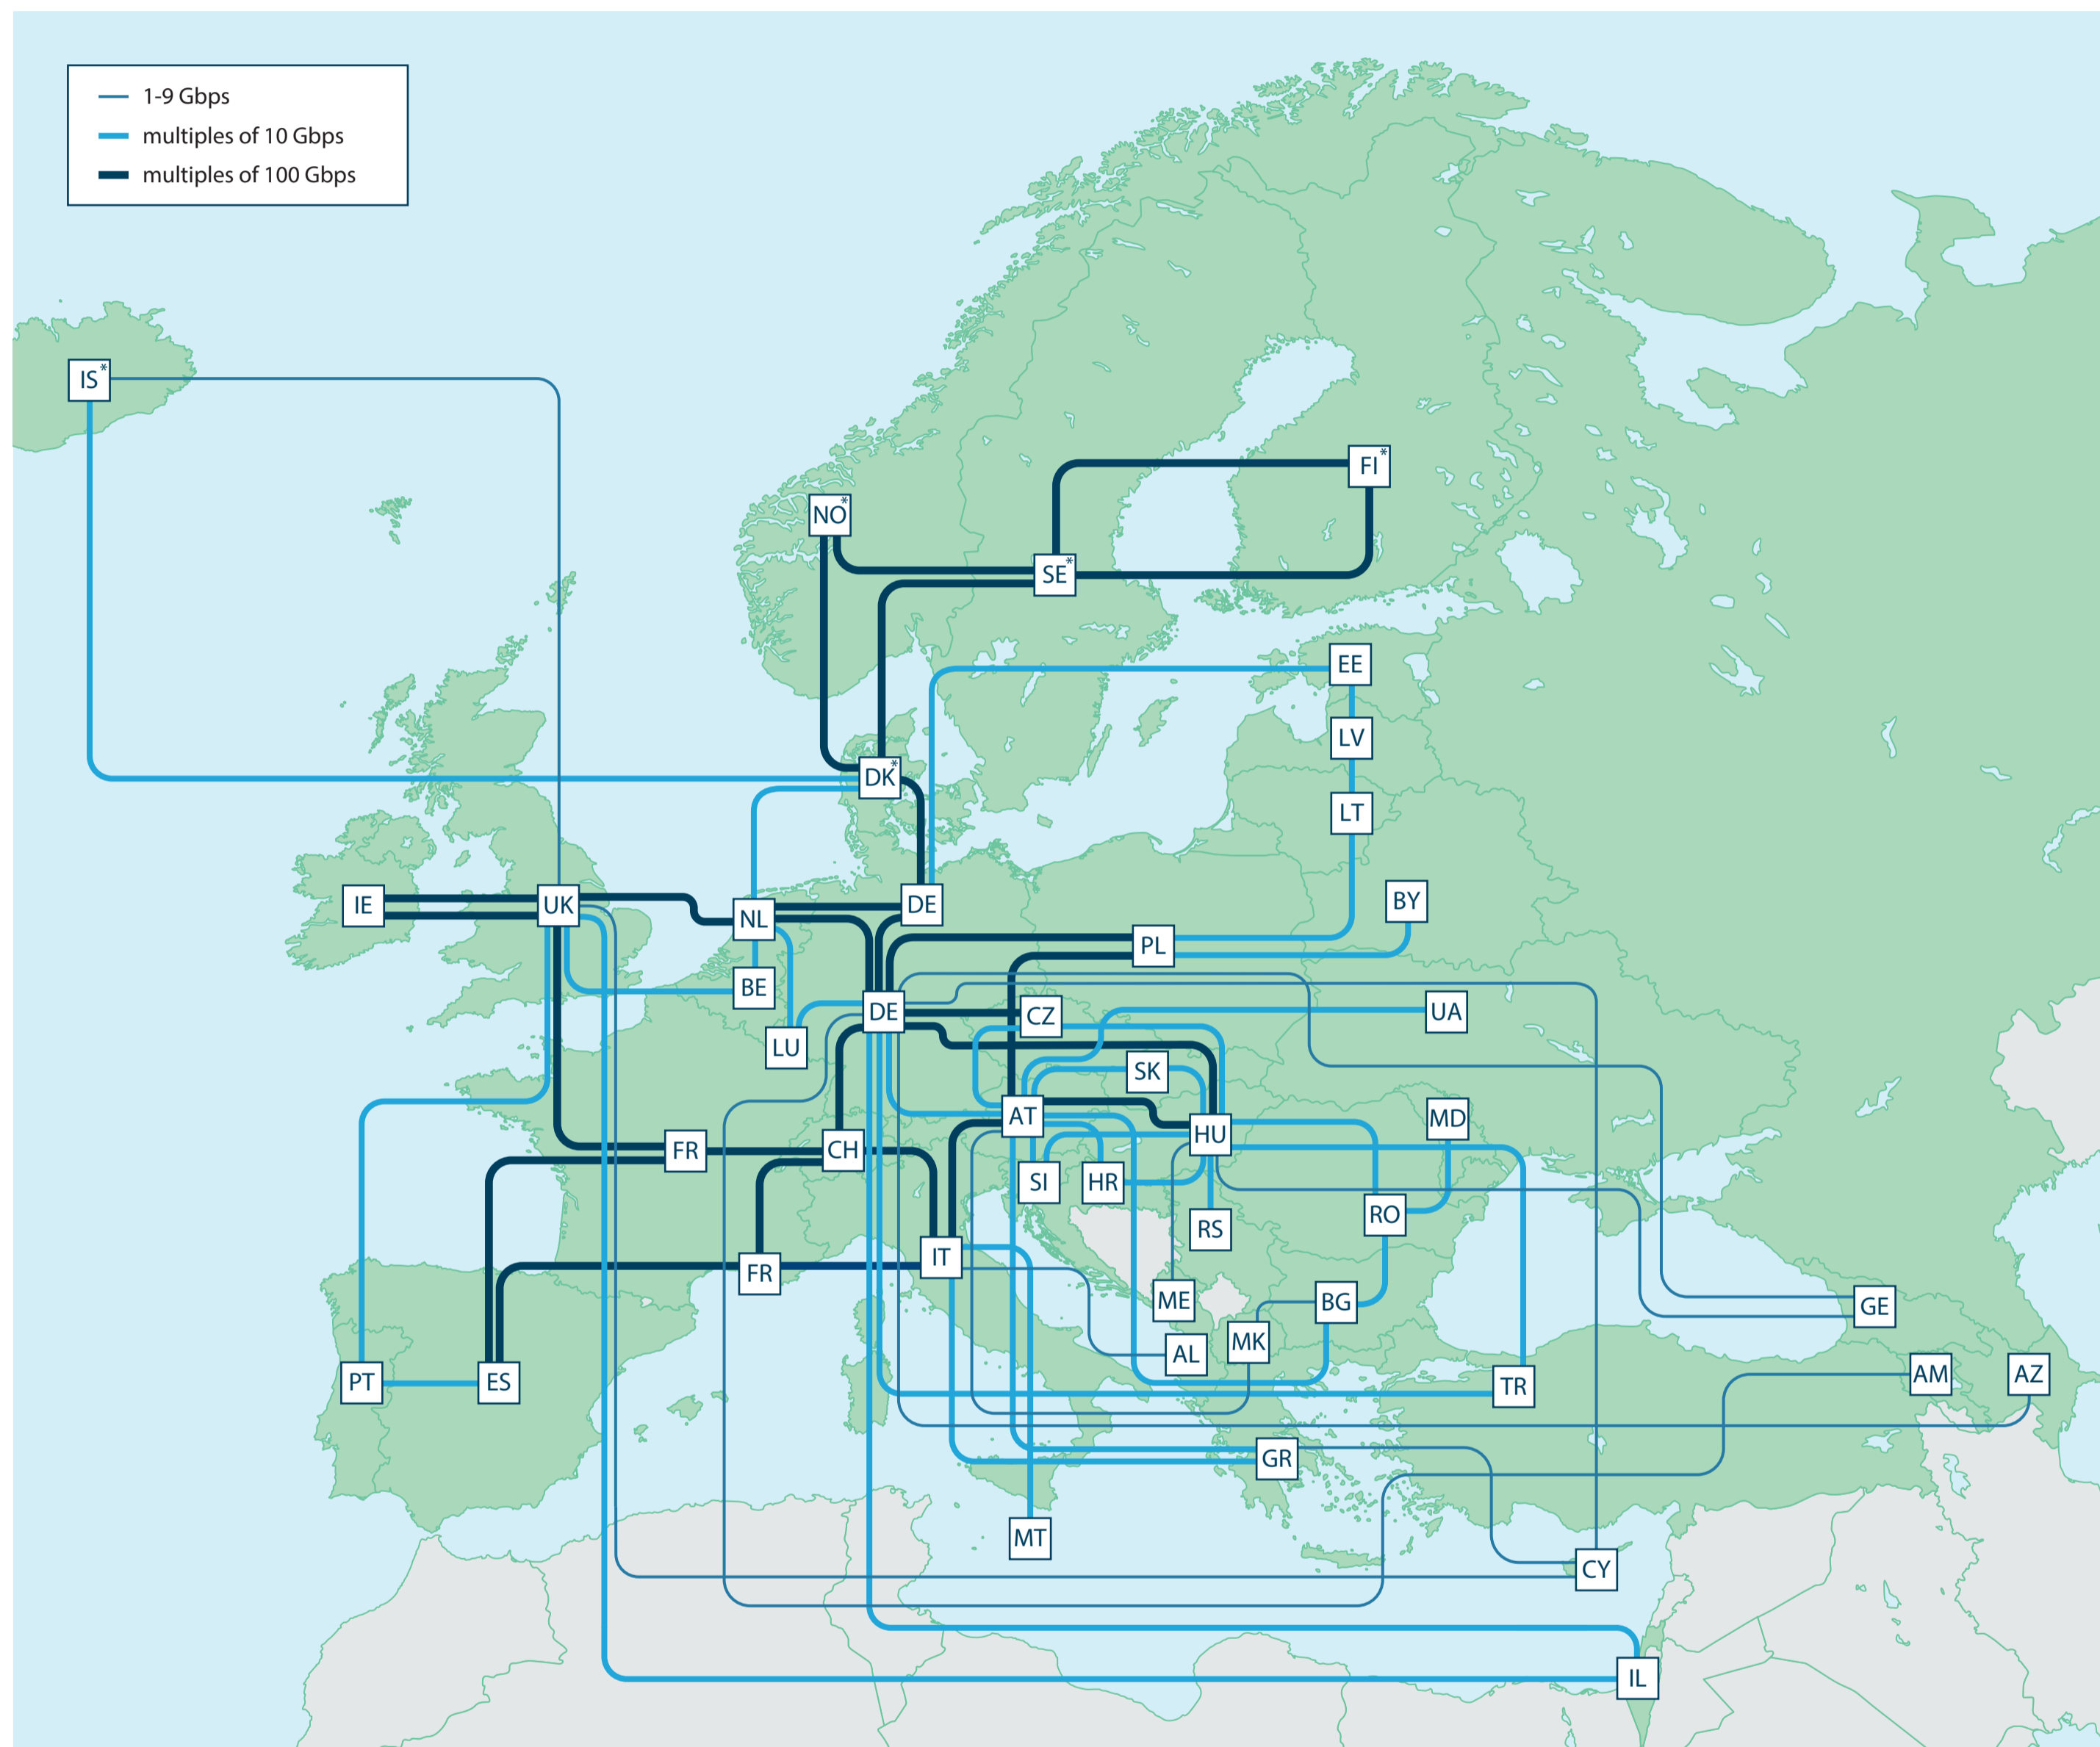 1-9 Gbps
multiples of 10 Gbps
multiples of 100 Gbps
IS*
FI*
NO*
SE*
EE
LV
DK*
LT
IE
UK
NL
DE
BY
PL
BE
DE
CZ
UA
LU
SK
AT
MD
HU
FR
CH
SI
HR
RO
RS
IT
FR
ME
BG
GE
MK
AL
PT
ES
TR
AM
AZ
GR
MT
CY
IL